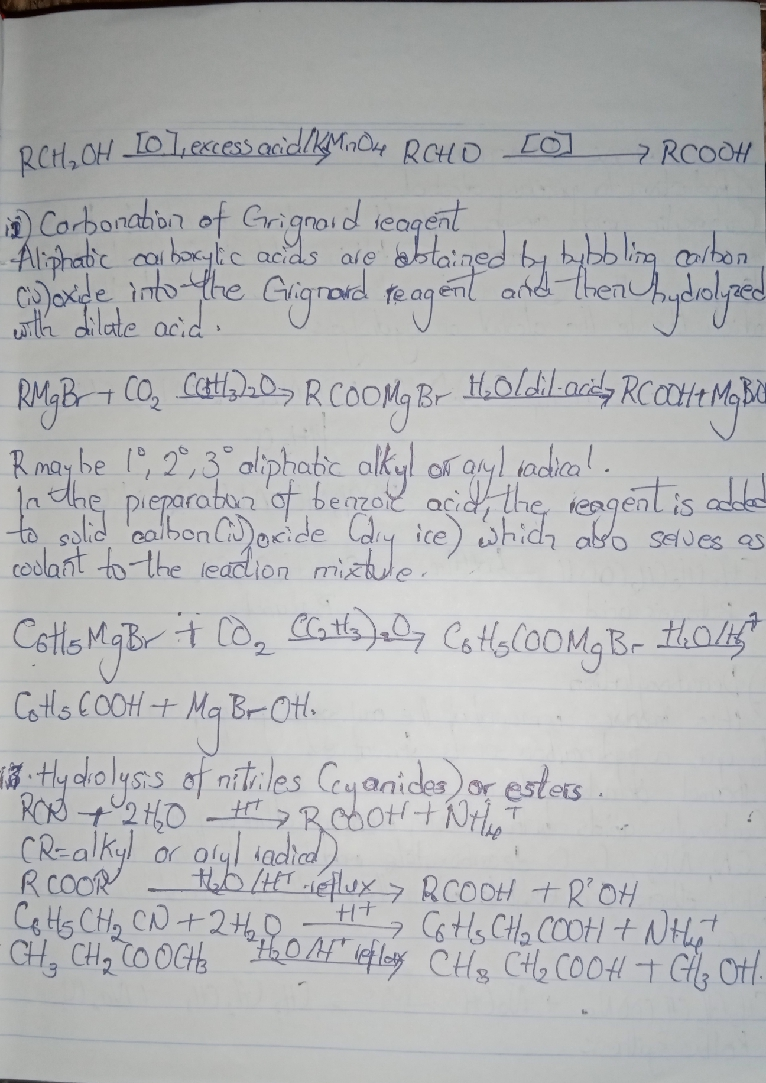 RCH₂OH —[O], excess acid/KMnO₄→ RCHO —[O]→ RCOOH
ii) Carbonation of Grignard reagent
Aliphatic carboxylic acids are obtained by bubbling carbon
(iv) oxide into the Grignard reagent and then hydrolyzed
with dilute acid.
RMgBr + CO₂ —(C₂H₅)₂O→ RCOOMgBr —H₂O/dil. acid→ RCOOH + MgBr
R may be 1°, 2°, 3° aliphatic alkyl or aryl radical.
In the preparation of benzoic acid, the reagent is added
to solid carbon (iv) oxide (dry ice) which also serves as
coolant to the reaction mixture.
C₆H₅MgBr + CO₂ —(C₂H₅)₂O→ C₆H₅COOMgBr —H₂O/H⁺→
C₆H₅COOH + MgBrOH.
Hydrolysis of nitriles (cyanides) or esters.
RCN + 2H₂O —H⁺→ RCOOH + NH₄⁺
(R=alkyl or aryl radical)
RCOOR' —H₂O/H⁺ reflux→ RCOOH + R'OH
C₆H₅CH₂CN + 2H₂O —H⁺→ C₆H₅CH₂COOH + NH₄⁺
CH₃CH₂COOCH₃ —H₂O/H⁺ reflux→ CH₃CH₂COOH + CH₃OH.